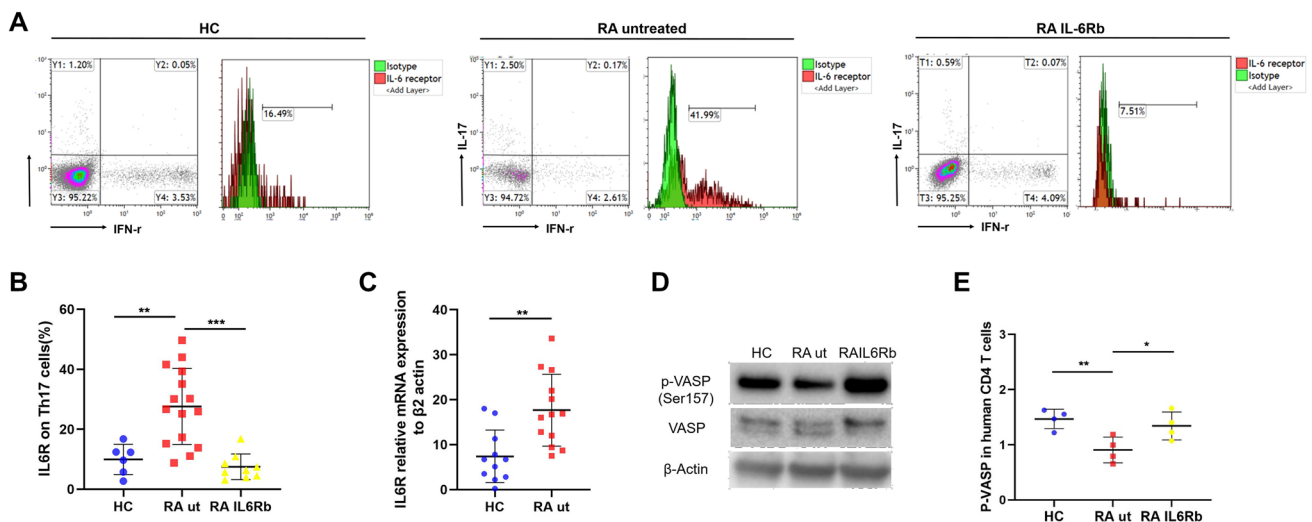 A
HC
Y1: 1.20%
Y2: 0.05%
Y3: 95.22%
Y4: 3.53%
IFN-r
16.49%
Isotype
IL-6 receptor
<Add Layer>
RA untreated
IL-17
Y1: 2.50%
Y2: 0.17%
Y3: 94.72%
Y4: 2.61%
IFN-r
41.99%
Isotype
IL-6 receptor
<Add Layer>
RA IL-6Rb
IL-17
T1: 0.59%
T2: 0.07%
T3: 95.25%
T4: 4.09%
IFN-r
7.51%
IL-6 receptor
Isotype
<Add Layer>
B
IL6R on Th17 cells(%)
60
40
20
0
**
***
HC
RA ut
RA IL6Rb
C
IL6R relative mRNA expression
to β2 actin
40
30
20
10
0
**
HC
RA ut
D
HC
RA ut
RAIL6Rb
p-VASP
(Ser157)
VASP
β-Actin
E
P-VASP in human CD4 T cells
3
2
1
0
**
*
HC
RA ut
RA IL6Rb